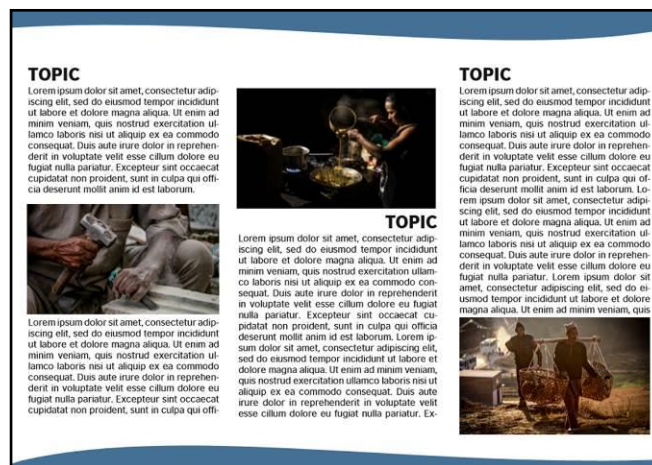 TOPIC
Lorem ipsum dolor sit amet, consectetur adip-
iscing elit, sed do eiusmod tempor incididunt
ut labore et dolore magna aliqua. Ut enim ad
minim veniam, quis nostrud exercitation ul-
lamco laboris nisi ut aliquip ex ea commodo
consequat. Duis aute irure dolor in reprehen-
derit in voluptate velit esse cillum dolore eu
fugiat nulla pariatur. Excepteur sint occaecat
cupidatat non proident, sunt in culpa qui offi-
cia deserunt mollit anim id est laborum.
Lorem ipsum dolor sit amet, consectetur adip-
iscing elit, sed do eiusmod tempor incididunt
ut labore et dolore magna aliqua. Ut enim ad
minim veniam, quis nostrud exercitation ul-
lamco laboris nisi ut aliquip ex ea commodo
consequat. Duis aute irure dolor in reprehen-
derit in voluptate velit esse cillum dolore eu
fugiat nulla pariatur. Excepteur sint occaecat
cupidatat non proident, sunt in culpa qui offi-
TOPIC
Lorem ipsum dolor sit amet, consectetur adip-
iscing elit, sed do eiusmod tempor incididunt
ut labore et dolore magna aliqua. Ut enim ad
minim veniam, quis nostrud exercitation ullam-
co laboris nisi ut aliquip ex ea commodo con-
sequat. Duis aute irure dolor in reprehenderit
in voluptate velit esse cillum dolore eu fugiat
nulla pariatur. Excepteur sint occaecat cu-
pidatat non proident, sunt in culpa qui officia
deserunt mollit anim id est laborum. Lorem ip-
sum dolor sit amet, consectetur adipiscing elit,
sed do eiusmod tempor incididunt ut labore et
dolore magna aliqua. Ut enim ad minim veniam,
quis nostrud exercitation ullamco laboris nisi ut
aliquip ex ea commodo consequat. Duis aute
irure dolor in reprehenderit in voluptate velit
esse cillum dolore eu fugiat nulla pariatur. Ex-
TOPIC
Lorem ipsum dolor sit amet, consectetur adip-
iscing elit, sed do eiusmod tempor incididunt
ut labore et dolore magna aliqua. Ut enim ad
minim veniam, quis nostrud exercitation ul-
lamco laboris nisi ut aliquip ex ea commodo
consequat. Duis aute irure dolor in reprehen-
derit in voluptate velit esse cillum dolore eu
fugiat nulla pariatur. Excepteur sint occaecat
cupidatat non proident, sunt in culpa qui of-
ficia deserunt mollit anim id est laborum. Lo-
rem ipsum dolor sit amet, consectetur adipi-
scing elit, sed do eiusmod tempor incididunt
ut labore et dolore magna aliqua. Ut enim ad
minim veniam, quis nostrud exercitation ul-
lamco laboris nisi ut aliquip ex ea commodo
consequat. Duis aute irure dolor in reprehen-
derit in voluptate velit esse cillum dolore eu
fugiat nulla pariatur. Lorem ipsum dolor sit
amet, consectetur adipiscing elit, sed do ei-
usmod tempor incididunt ut labore et dolore
magna aliqua. Ut enim ad minim veniam, quis